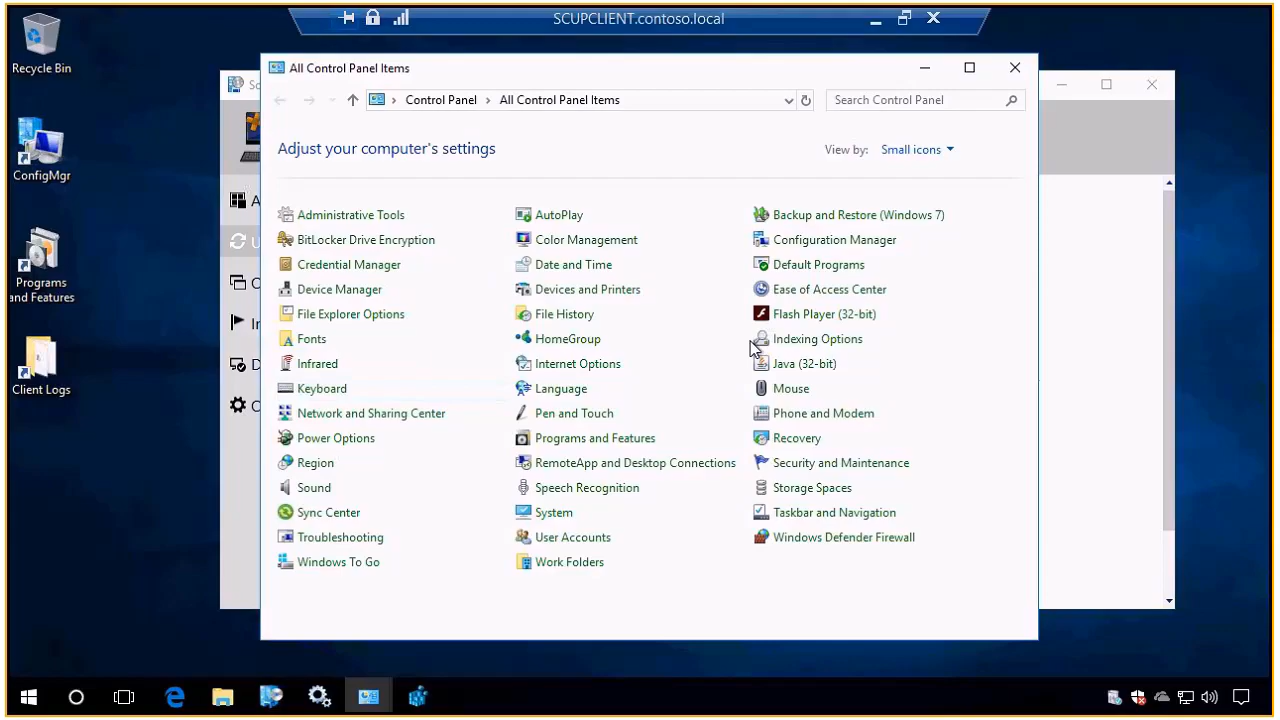 SCUPCLIENT.contoso.local
Recycle Bin
ConfigMgr
Programs
and Features
Client Logs
All Control Panel Items
Control Panel > All Control Panel Items
Search Control Panel
Adjust your computer's settings
View by: Small icons
Administrative Tools
AutoPlay
Backup and Restore (Windows 7)
BitLocker Drive Encryption
Color Management
Configuration Manager
Credential Manager
Date and Time
Default Programs
Device Manager
Devices and Printers
Ease of Access Center
File Explorer Options
File History
Flash Player (32-bit)
Fonts
HomeGroup
Indexing Options
Infrared
Internet Options
Java (32-bit)
Keyboard
Language
Mouse
Network and Sharing Center
Pen and Touch
Phone and Modem
Power Options
Programs and Features
Recovery
Region
RemoteApp and Desktop Connections
Security and Maintenance
Sound
Speech Recognition
Storage Spaces
Sync Center
System
Taskbar and Navigation
Troubleshooting
User Accounts
Windows Defender Firewall
Windows To Go
Work Folders